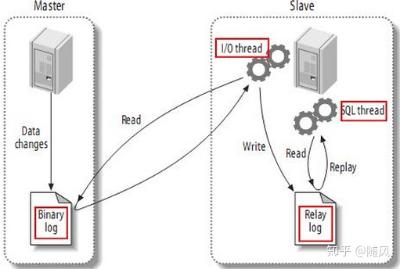 Master
Slave
I/O thread
SQL thread
Data
changes
Read
Write
Read
Replay
Binary
log
Relay
log
知乎 @随风